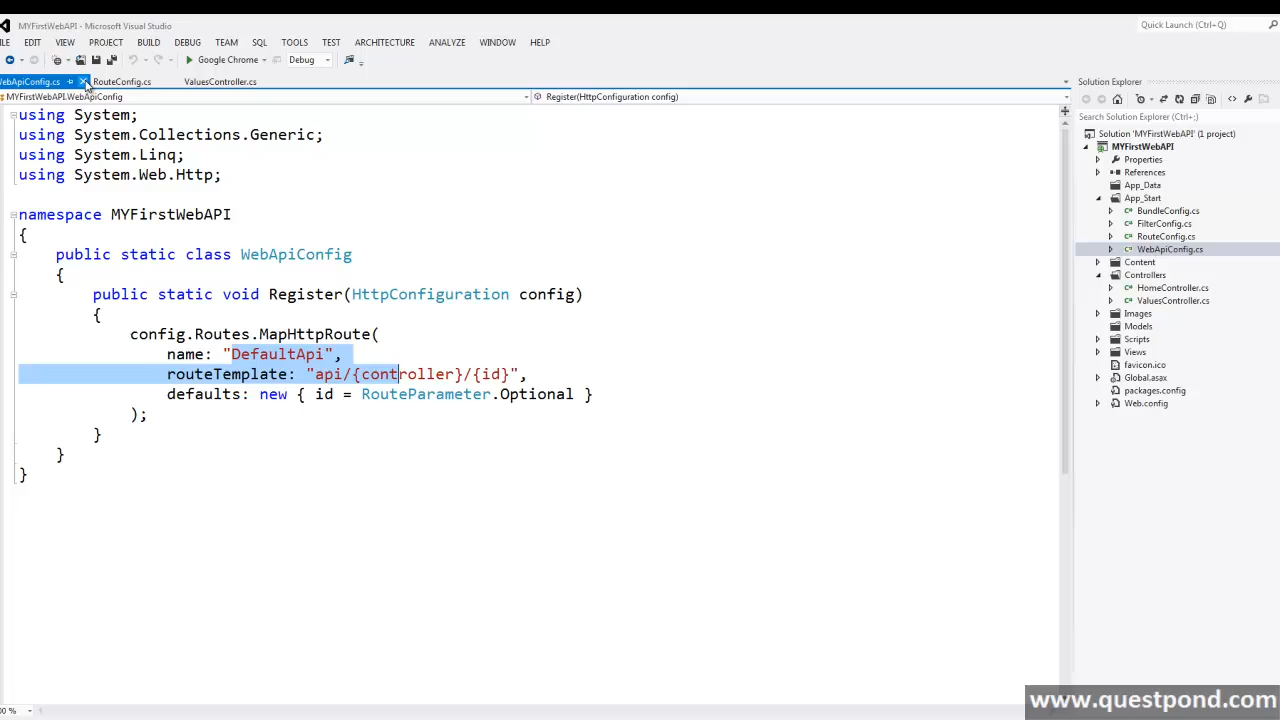 MYFirstWebAPI - Microsoft Visual Studio
Quick Launch (Ctrl+Q)
ILE EDIT VIEW PROJECT BUILD DEBUG TEAM SQL TOOLS TEST ARCHITECTURE ANALYZE WINDOW HELP
Google Chrome Debug
WebApiConfig.cs RouteConfig.cs ValuesController.cs
MYFirstWebAPI.WebApiConfig Register(HttpConfiguration config)
using System;
using System.Collections.Generic;
using System.Linq;
using System.Web.Http;
namespace MYFirstWebAPI
{
public static class WebApiConfig
{
public static void Register(HttpConfiguration config)
{
config.Routes.MapHttpRoute(
name: "DefaultApi",
routeTemplate: "api/{controller}/{id}",
defaults: new { id = RouteParameter.Optional }
);
}
}
}
00 %
Solution Explorer
Search Solution Explorer (Ctrl+;)
Solution 'MYFirstWebAPI' (1 project)
MYFirstWebAPI
Properties
References
App_Data
App_Start
BundleConfig.cs
FilterConfig.cs
RouteConfig.cs
WebApiConfig.cs
Content
Controllers
HomeController.cs
ValuesController.cs
Images
Models
Scripts
Views
favicon.ico
Global.asax
packages.config
Web.config
www.questpond.com